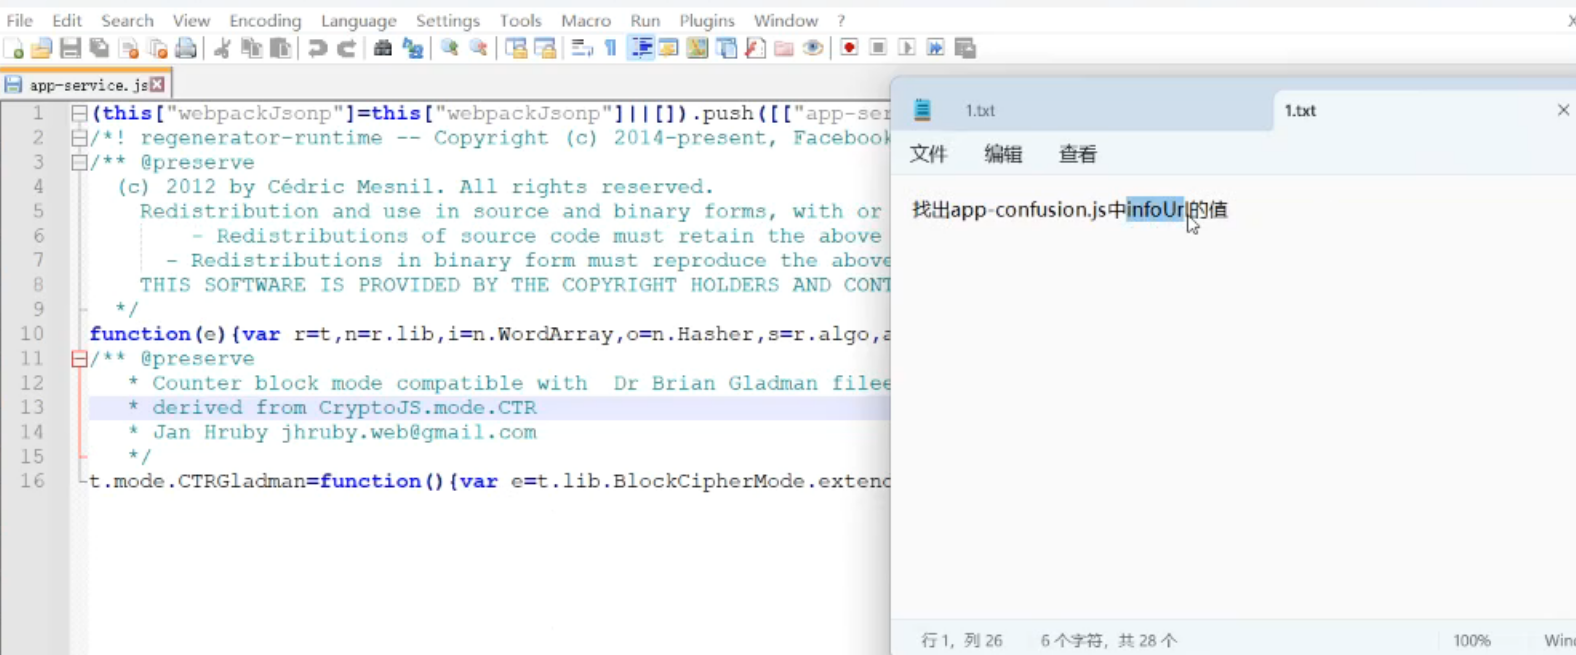 File Edit Search View Encoding Language Settings Tools Macro Run Plugins Window ?
app-service.js
1 (this["webpackJsonp"]=this["webpackJsonp"]||[]).push([["app-ser
2 /*! regenerator-runtime -- Copyright (c) 2014-present, Facebook
3 /** @preserve
4 (c) 2012 by Cédric Mesnil. All rights reserved.
5 Redistribution and use in source and binary forms, with or
6 - Redistributions of source code must retain the above
7 - Redistributions in binary form must reproduce the above
8 THIS SOFTWARE IS PROVIDED BY THE COPYRIGHT HOLDERS AND CONT
9 */
10 function(e){var r=t,n=r.lib,i=n.WordArray,o=n.Hasher,s=r.algo,a
11 /** @preserve
12 * Counter block mode compatible with  Dr Brian Gladman filee
13 * derived from CryptoJS.mode.CTR
14 * Jan Hruby jhruby.web@gmail.com
15 */
16 t.mode.CTRGladman=function(){var e=t.lib.BlockCipherMode.extend
1.txt
1.txt
文件 编辑 查看
找出app-confusion.js中infoUrl的值
行 1，列 26 6 个字符，共 28 个 100% Wind